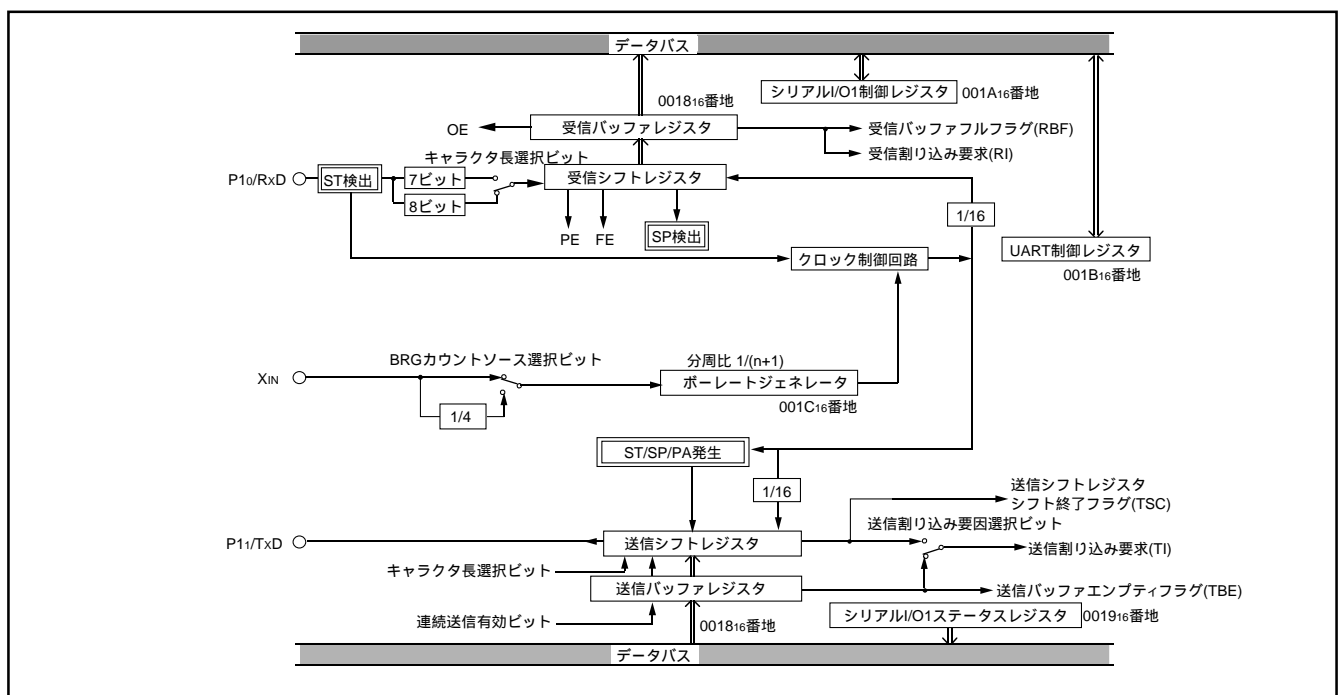 データバス
シリアルI/O1制御レジスタ 001A16番地
001816番地
OE 受信バッファレジスタ 受信バッファフルフラグ(RBF)
受信割り込み要求(RI)
キャラクタ長選択ビット
P10/RXD ST検出 7ビット 受信シフトレジスタ
8ビット
1/16
PE FE SP検出
クロック制御回路 UART制御レジスタ
001B16番地
BRGカウントソース選択ビット 分周比 1/(n+1)
XIN ボーレートジェネレータ
001C16番地
1/4
ST/SP/PA発生
1/16
送信シフトレジスタ
シフト終了フラグ(TSC)
送信割り込み要因選択ビット
P11/TXD 送信シフトレジスタ 送信割り込み要求(TI)
キャラクタ長選択ビット
送信バッファレジスタ 送信バッファエンプティフラグ(TBE)
連続送信有効ビット 001816番地 シリアルI/O1ステータスレジスタ 001916番地
データバス